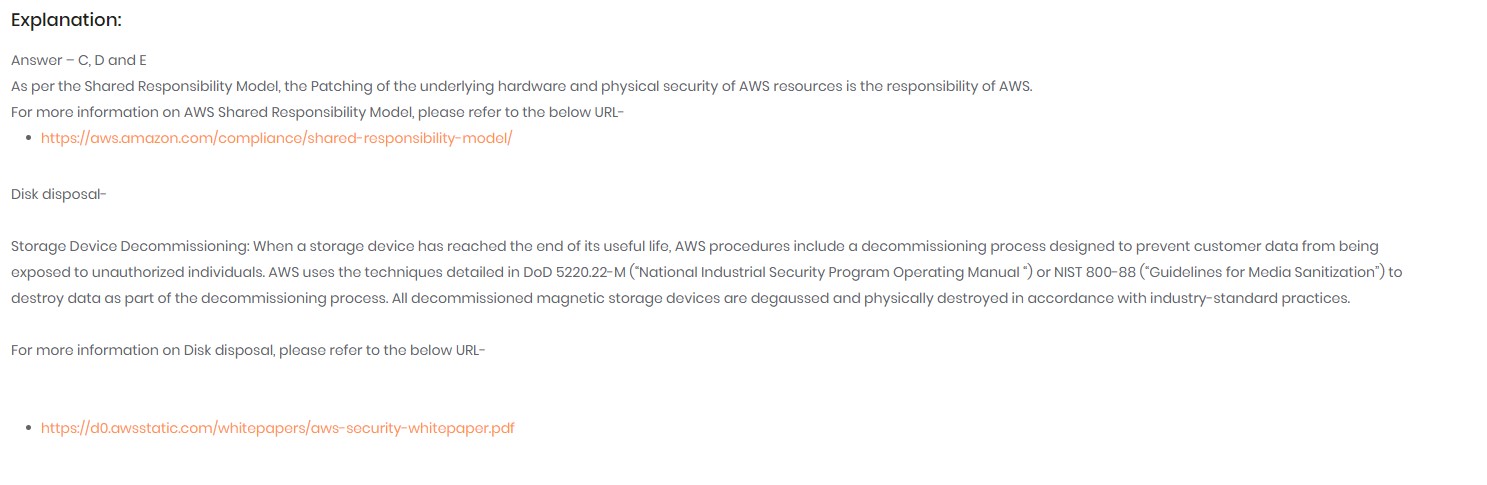 Explanation:
Answer – C, D and E
As per the Shared Responsibility Model, the Patching of the underlying hardware and physical security of AWS resources is the responsibility of AWS.
For more information on AWS Shared Responsibility Model, please refer to the below URL-
• https://aws.amazon.com/compliance/shared-responsibility-model/
Disk disposal-
Storage Device Decommissioning: When a storage device has reached the end of its useful life, AWS procedures include a decommissioning process designed to prevent customer data from being
exposed to unauthorized individuals. AWS uses the techniques detailed in DoD 5220.22-M (“National Industrial Security Program Operating Manual “) or NIST 800-88 (“Guidelines for Media Sanitization”) to
destroy data as part of the decommissioning process. All decommissioned magnetic storage devices are degaussed and physically destroyed in accordance with industry-standard practices.
For more information on Disk disposal, please refer to the below URL-
• https://d0.awsstatic.com/whitepapers/aws-security-whitepaper.pdf